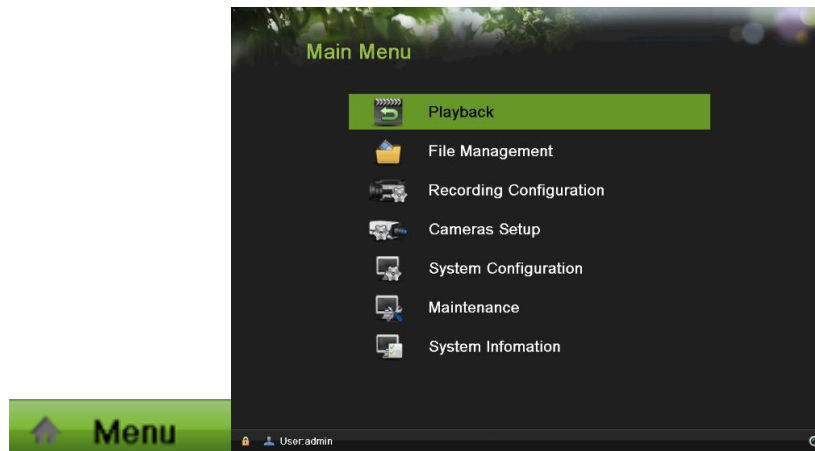 Main Menu
Playback
File Management
Recording Configuration
Cameras Setup
System Configuration
Maintenance
System Infomation
Menu
User:admin